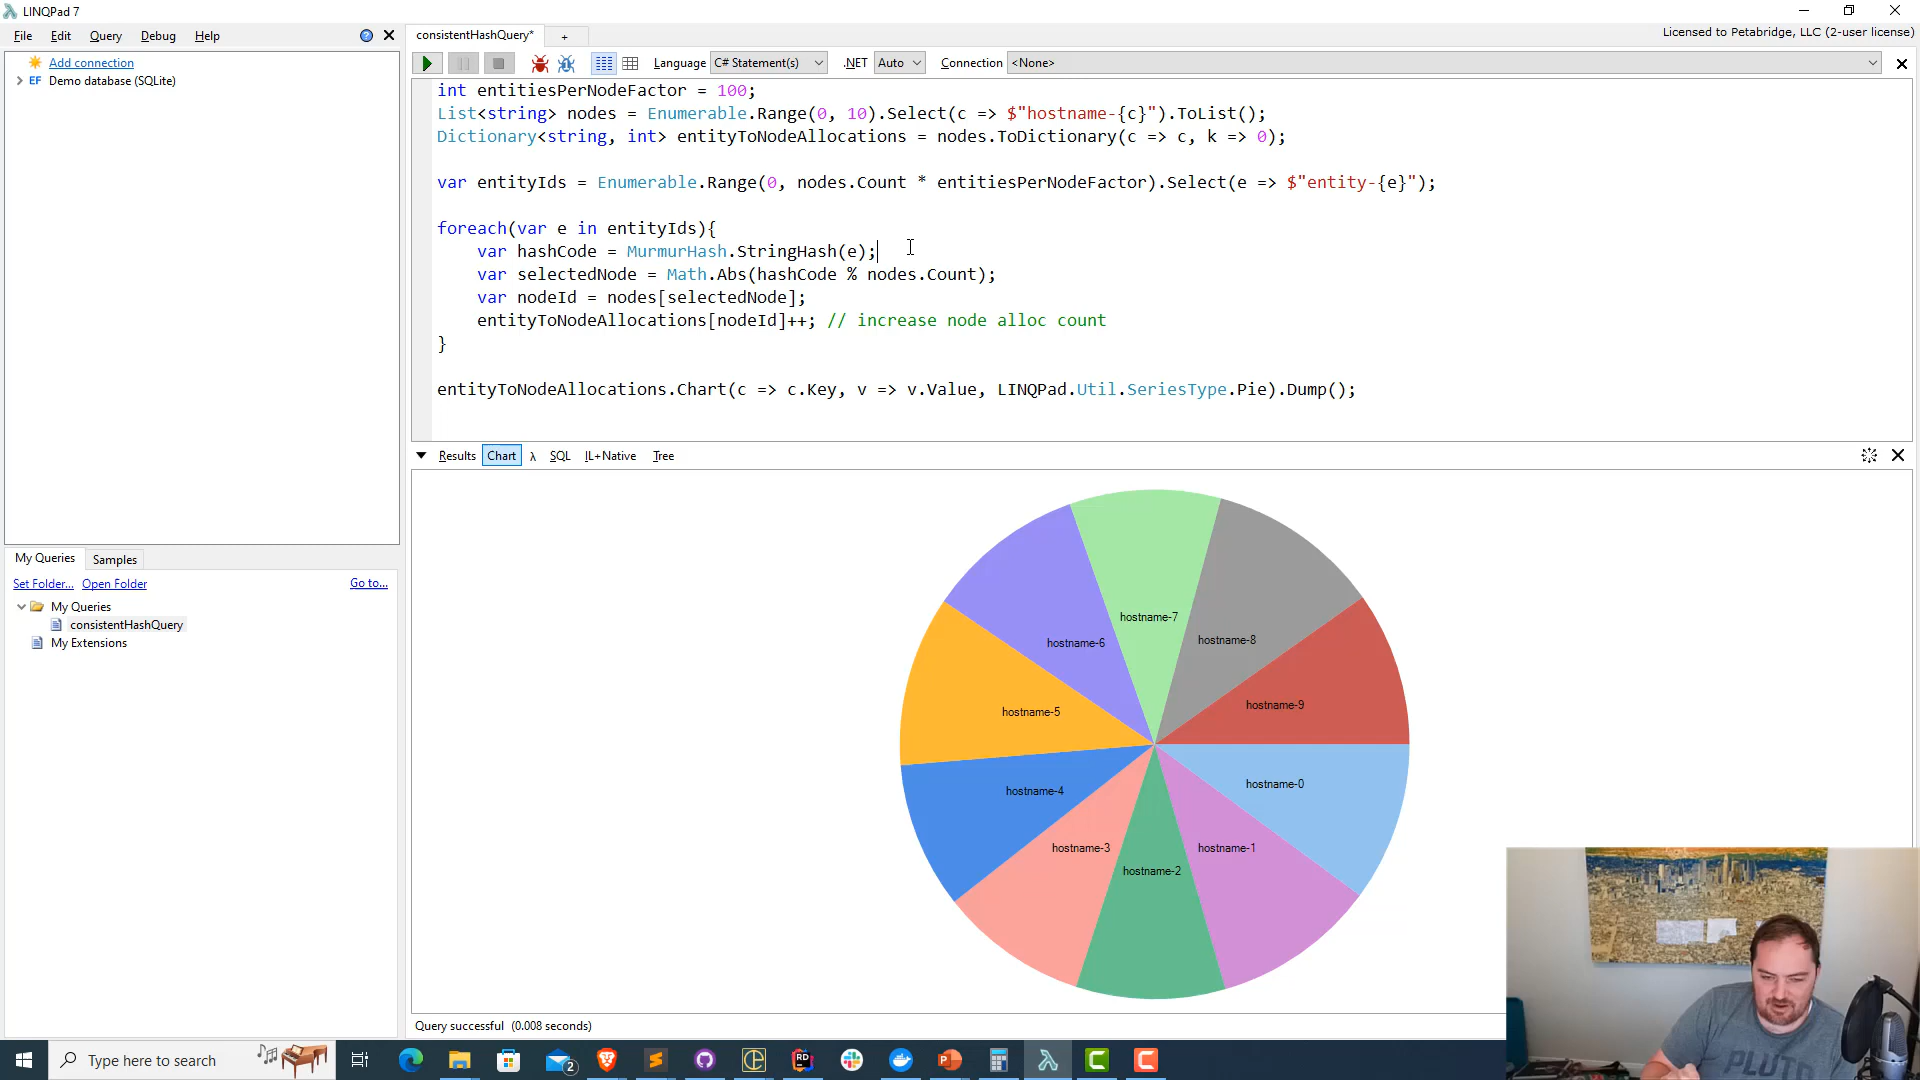 LINQPad 7
File Edit Query Debug Help
consistentHashQuery* +
Licensed to Petabridge, LLC (2-user license)
Add connection
EF Demo database (SQLite)
Language C# Statement(s) .NET Auto Connection <None>
int entitiesPerNodeFactor = 100;
List<string> nodes = Enumerable.Range(0, 10).Select(c => $"hostname-{c}").ToList();
Dictionary<string, int> entityToNodeAllocations = nodes.ToDictionary(c => c, k => 0);
var entityIds = Enumerable.Range(0, nodes.Count * entitiesPerNodeFactor).Select(e => $"entity-{e}");
foreach(var e in entityIds){
var hashCode = MurmurHash.StringHash(e);
var selectedNode = Math.Abs(hashCode % nodes.Count);
var nodeId = nodes[selectedNode];
entityToNodeAllocations[nodeId]++; // increase node alloc count
}
entityToNodeAllocations.Chart(c => c.Key, v => v.Value, LINQPad.Util.SeriesType.Pie).Dump();
Results Chart λ SQL IL+Native Tree
My Queries Samples
Set Folder... Open Folder Go to...
My Queries
consistentHashQuery
My Extensions
hostname-7
hostname-8
hostname-6
hostname-9
hostname-5
hostname-0
hostname-4
hostname-3
hostname-1
hostname-2
Query successful (0.008 seconds)
PLUTO
Type here to search
2
RD